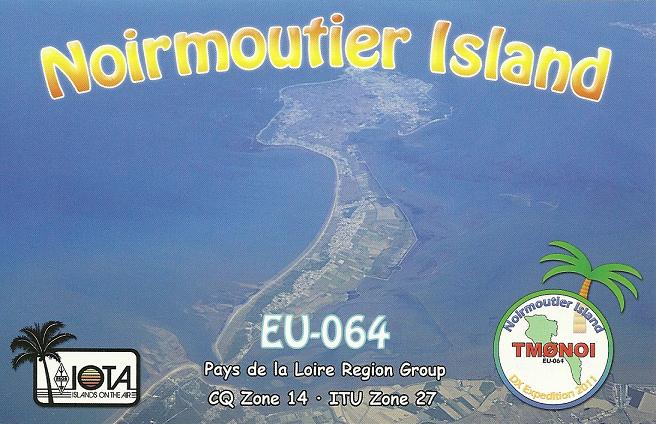 Noirmoutier Island
EU-064
Pays de la Loire Region Group
CQ Zone 14 · ITU Zone 27
IOTA
ISLANDS ON THE AIR
Noirmoutier Island
TMØNOI
EU-064
DX Expedition 2011